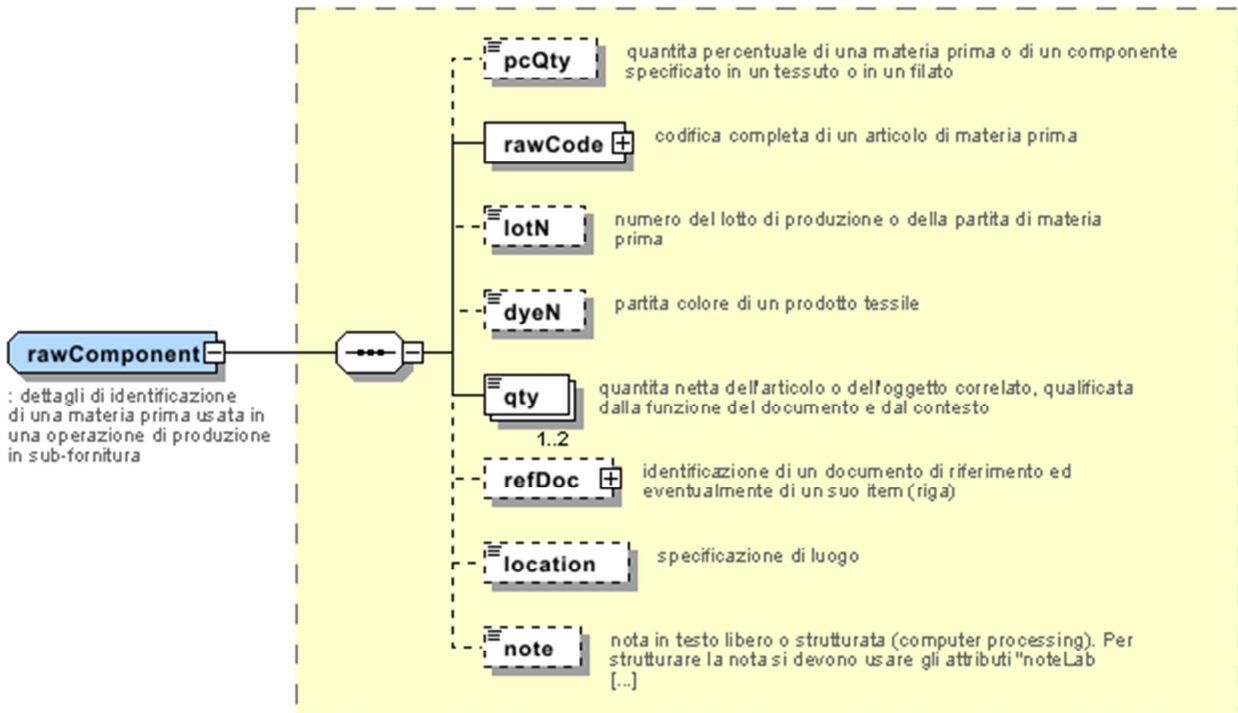 pcQty
quantita percentuale di una materia prima o di un componente
specificato in un tessuto o in un filato
rawCode
codifica completa di un articolo di materia prima
lotN
numero del lotto di produzione o della partita di materia
prima
dyeN
partita colore di un prodotto tessile
rawComponent
: dettagli di identificazione
di una materia prima usata in
una operazione di produzione
in sub-fornitura
qty
quantita netta dell'articolo o dell'oggetto correlato, qualificata
dalla funzione del documento e dal contesto
1..2
refDoc
identificazione di un documento di riferimento ed
eventualmente di un suo item (riga)
location
specificazione di luogo
note
nota in testo libero o strutturata (computer processing). Per
strutturare la nota si devono usare gli attributi "noteLab
[...]